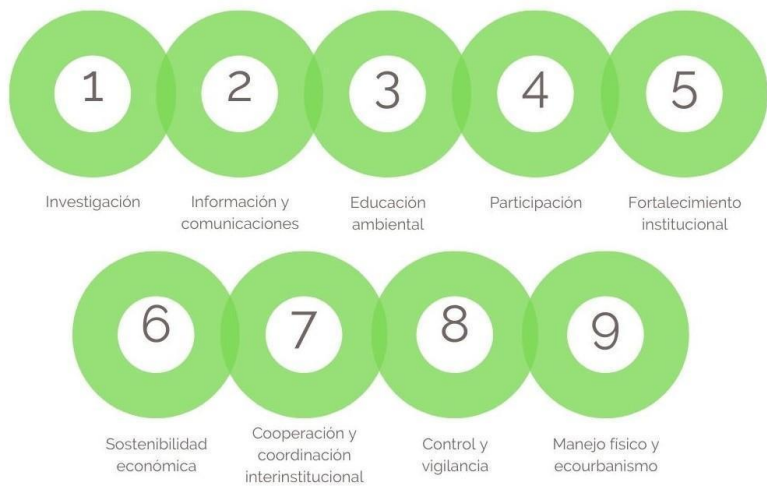 1
2
3
4
5
Investigación
Información y
comunicaciones
Educación
ambiental
Participación
Fortalecimiento
institucional
6
7
8
9
Sostenibilidad
económica
Cooperación y
coordinación
interinstitucional
Control y
vigilancia
Manejo físico y
ecourbanismo